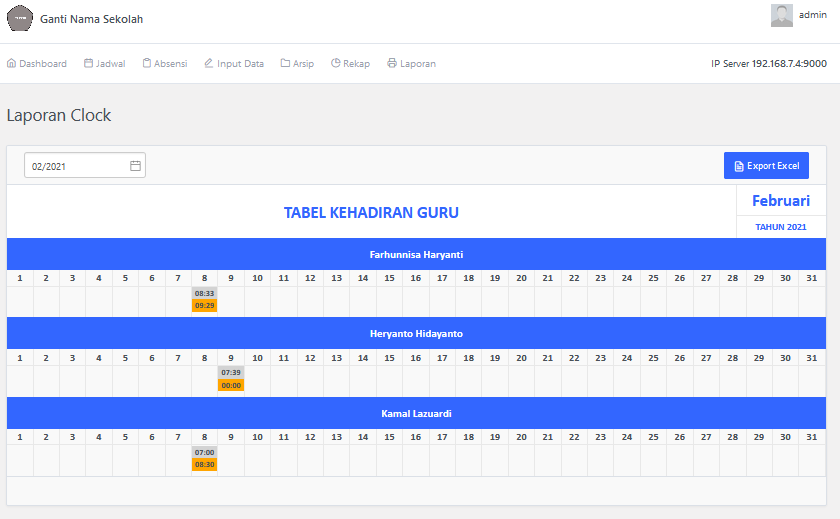 Ganti Nama Sekolah
admin
Dashboard Jadwal Absensi Input Data Arsip Rekap Laporan IP Server 192.168.7.4:9000
Laporan Clock
02/2021 Export Excel
TABEL KEHADIRAN GURU
Februari
TAHUN 2021
Farhunnisa Haryanti
1 2 3 4 5 6 7 8 9 10 11 12 13 14 15 16 17 18 19 20 21 22 23 24 25 26 27 28 29 30 31
08:33
09:29
Heryanto Hidayanto
1 2 3 4 5 6 7 8 9 10 11 12 13 14 15 16 17 18 19 20 21 22 23 24 25 26 27 28 29 30 31
07:39
00:00
Kamal Lazuardi
1 2 3 4 5 6 7 8 9 10 11 12 13 14 15 16 17 18 19 20 21 22 23 24 25 26 27 28 29 30 31
07:00
08:30